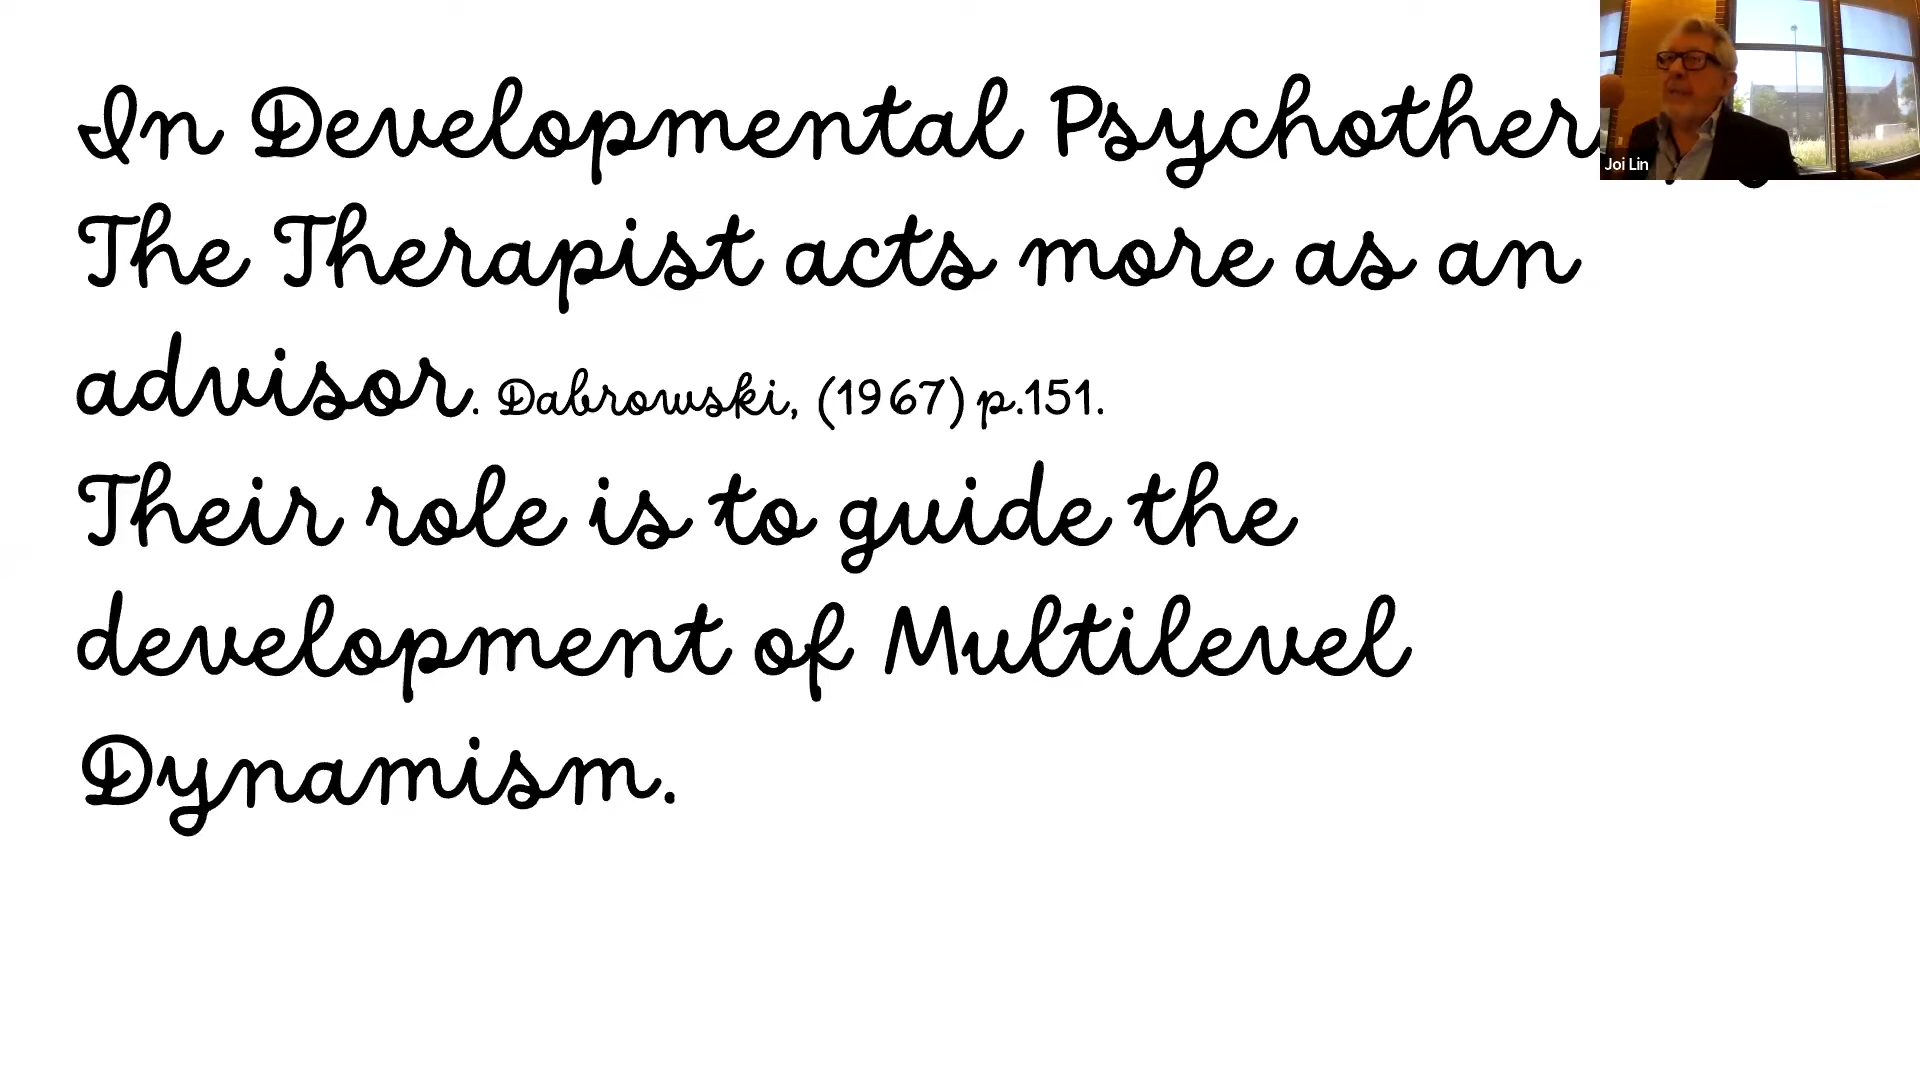 In Developmental
The Therapist acts more as an
advisor. Dabrowski, (1967) p.151.
Their role is to guide the
development of Multilevel
Dynamism.
Joi Lin